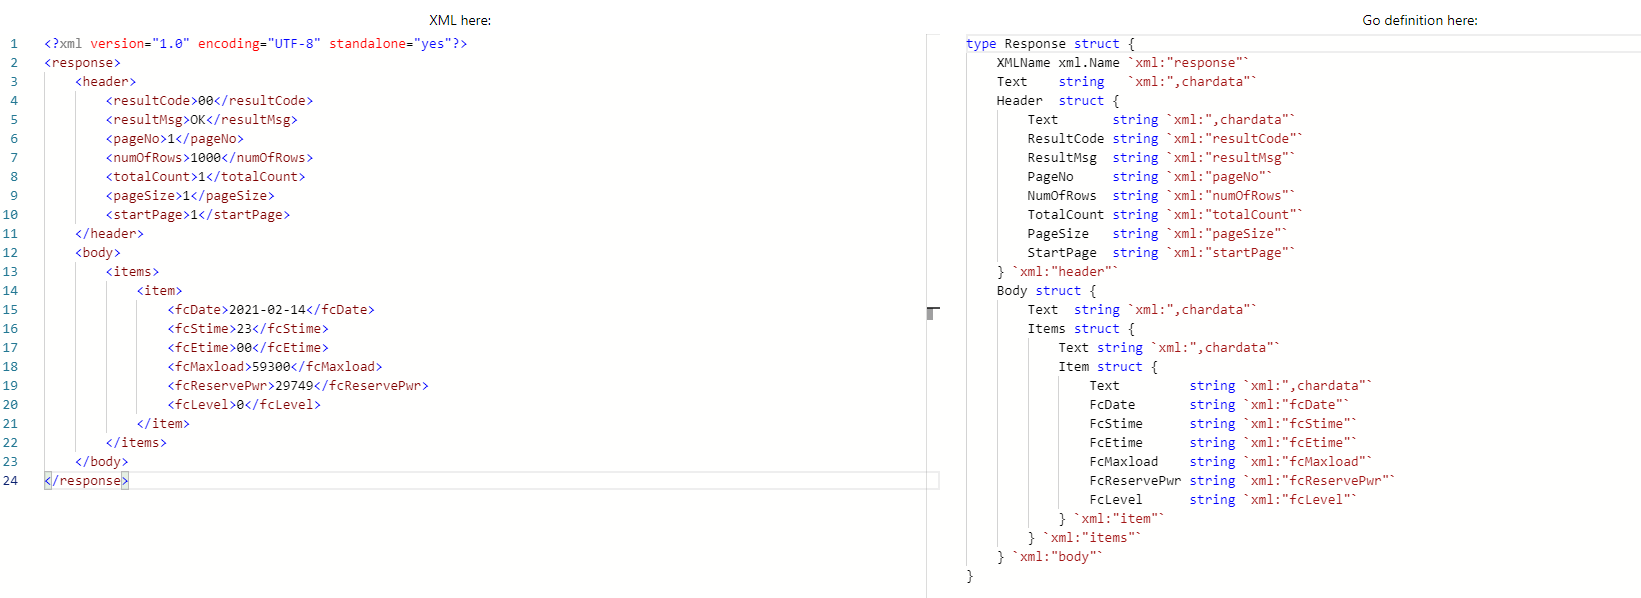 XML here:
1 <?xml version="1.0" encoding="UTF-8" standalone="yes"?>
2 <response>
3     <header>
4         <resultCode>00</resultCode>
5         <resultMsg>OK</resultMsg>
6         <pageNo>1</pageNo>
7         <numOfRows>1000</numOfRows>
8         <totalCount>1</totalCount>
9         <pageSize>1</pageSize>
10         <startPage>1</startPage>
11     </header>
12     <body>
13         <items>
14             <item>
15                 <fcDate>2021-02-14</fcDate>
16                 <fcStime>23</fcStime>
17                 <fcEtime>00</fcEtime>
18                 <fcMaxload>59300</fcMaxload>
19                 <fcReservePwr>29749</fcReservePwr>
20                 <fcLevel>0</fcLevel>
21             </item>
22         </items>
23     </body>
24 </response>
Go definition here:
type Response struct {
    XMLName xml.Name `xml:"response"`
    Text    string   `xml:",chardata"`
    Header  struct {
        Text       string `xml:",chardata"`
        ResultCode string `xml:"resultCode"`
        ResultMsg  string `xml:"resultMsg"`
        PageNo     string `xml:"pageNo"`
        NumOfRows  string `xml:"numOfRows"`
        TotalCount string `xml:"totalCount"`
        PageSize   string `xml:"pageSize"`
        StartPage  string `xml:"startPage"`
    } `xml:"header"`
    Body struct {
        Text  string `xml:",chardata"`
        Items struct {
            Text string `xml:",chardata"`
            Item struct {
                Text         string `xml:",chardata"`
                FcDate       string `xml:"fcDate"`
                FcStime      string `xml:"fcStime"`
                FcEtime      string `xml:"fcEtime"`
                FcMaxload    string `xml:"fcMaxload"`
                FcReservePwr string `xml:"fcReservePwr"`
                FcLevel      string `xml:"fcLevel"`
            } `xml:"item"`
        } `xml:"items"`
    } `xml:"body"`
}